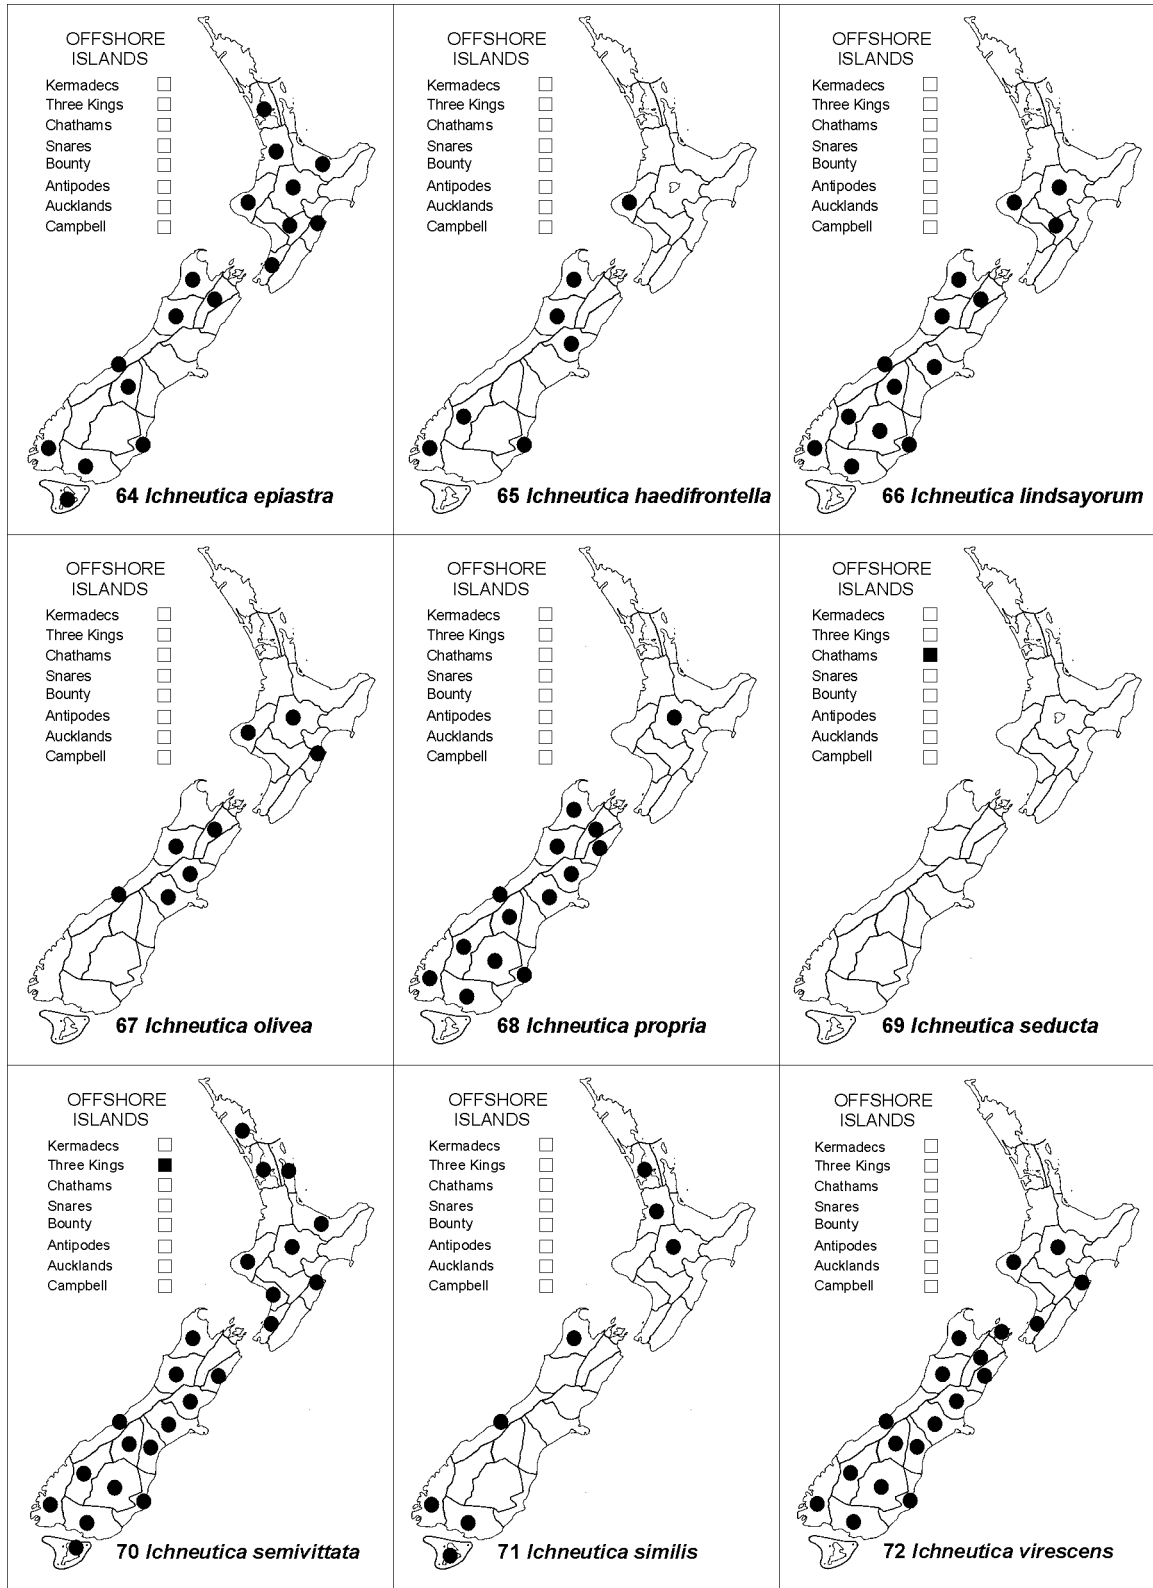 OFFSHORE
ISLANDS
Kermadecs
Three Kings
Chathams
Snares
Bounty
Antipodes
Aucklands
Campbell
64 Ichneutica epiastra
OFFSHORE
ISLANDS
Kermadecs
Three Kings
Chathams
Snares
Bounty
Antipodes
Aucklands
Campbell
65 Ichneutica haedifrontella
OFFSHORE
ISLANDS
Kermadecs
Three Kings
Chathams
Snares
Bounty
Antipodes
Aucklands
Campbell
66 Ichneutica lindsayorum
OFFSHORE
ISLANDS
Kermadecs
Three Kings
Chathams
Snares
Bounty
Antipodes
Aucklands
Campbell
67 Ichneutica olivea
OFFSHORE
ISLANDS
Kermadecs
Three Kings
Chathams
Snares
Bounty
Antipodes
Aucklands
Campbell
68 Ichneutica propria
OFFSHORE
ISLANDS
Kermadecs
Three Kings
Chathams
Snares
Bounty
Antipodes
Aucklands
Campbell
69 Ichneutica seducta
OFFSHORE
ISLANDS
Kermadecs
Three Kings
Chathams
Snares
Bounty
Antipodes
Aucklands
Campbell
70 Ichneutica semivittata
OFFSHORE
ISLANDS
Kermadecs
Three Kings
Chathams
Snares
Bounty
Antipodes
Aucklands
Campbell
71 Ichneutica similis
OFFSHORE
ISLANDS
Kermadecs
Three Kings
Chathams
Snares
Bounty
Antipodes
Aucklands
Campbell
72 Ichneutica virescens